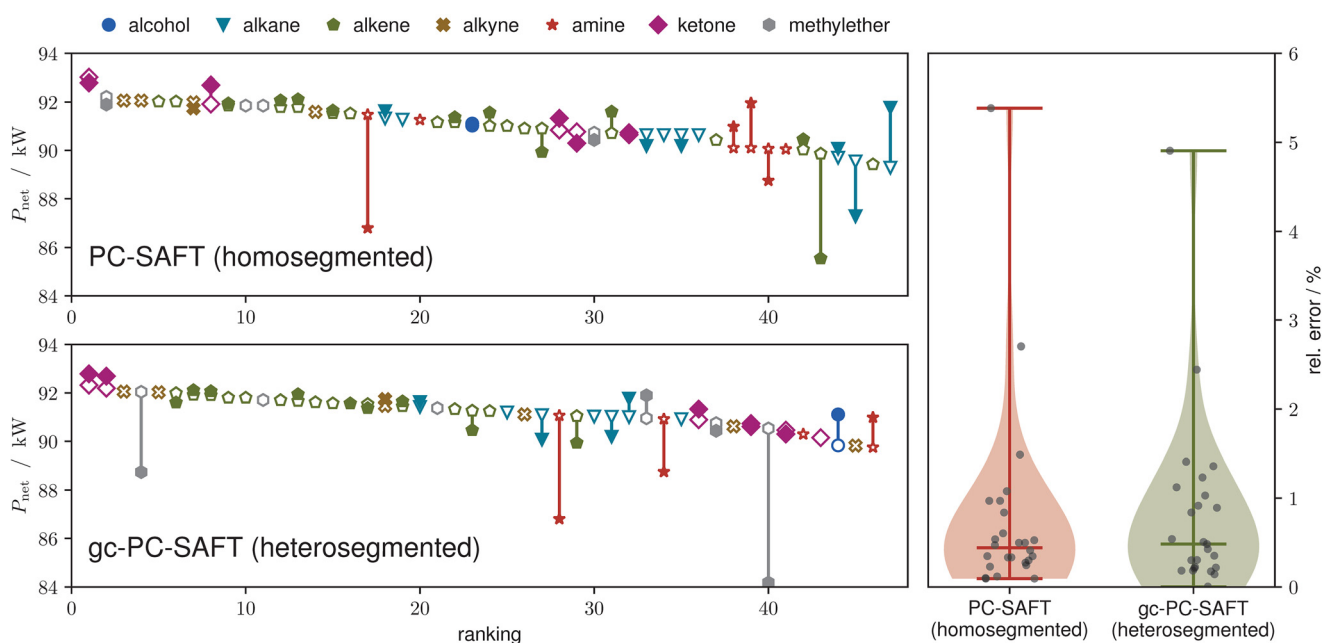 alcohol alkane alkene alkyne amine ketone methylether
94
92
90
88
86
84
P_net / kW
PC-SAFT (homosegmented)
0 10 20 30 40
94
92
90
88
86
84
P_net / kW
gc-PC-SAFT (heterosegmented)
0 10 20 30 40
ranking
6
5
4
3
2
1
0
rel. error / %
PC-SAFT
(homosegmented)
gc-PC-SAFT
(heterosegmented)